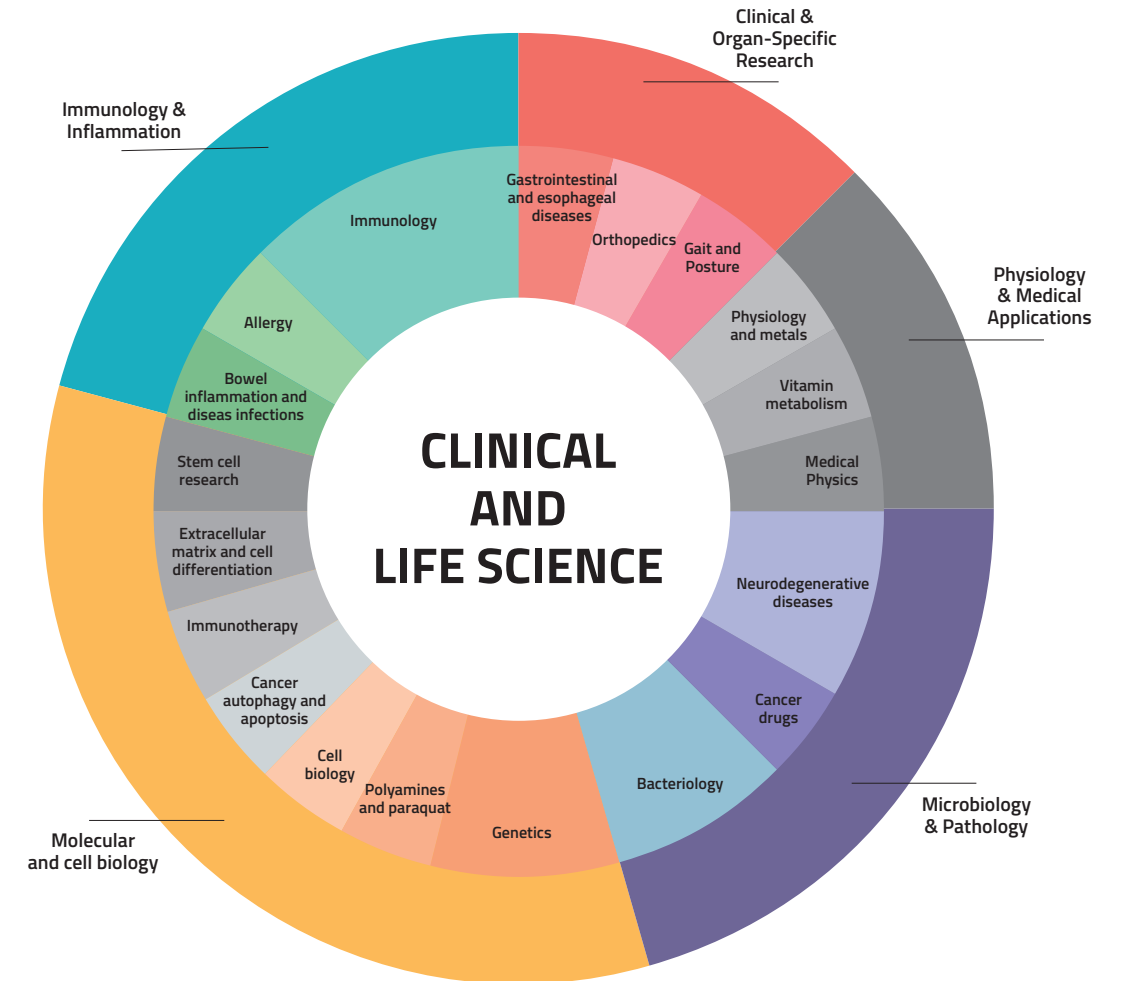 Clinical &
Organ-Specific
Research
Immunology &
Inflammation
Gastrointestinal
and esophageal
diseases
Immunology
Orthopedics
Gait and
Posture
Physiology
& Medical
Applications
Allergy
Physiology
and metals
Bowel
inflammation and
diseas infections
Vitamin
metabolism
CLINICAL
AND
LIFE SCIENCE
Stem cell
research
Medical
Physics
Extracellular
matrix and cell
differentiation
Neurodegenerative
diseases
Immunotherapy
Cancer
autophagy and
apoptosis
Cancer
drugs
Cell
biology
Polyamines
and paraquat
Bacteriology
Genetics
Microbiology
& Pathology
Molecular
and cell biology